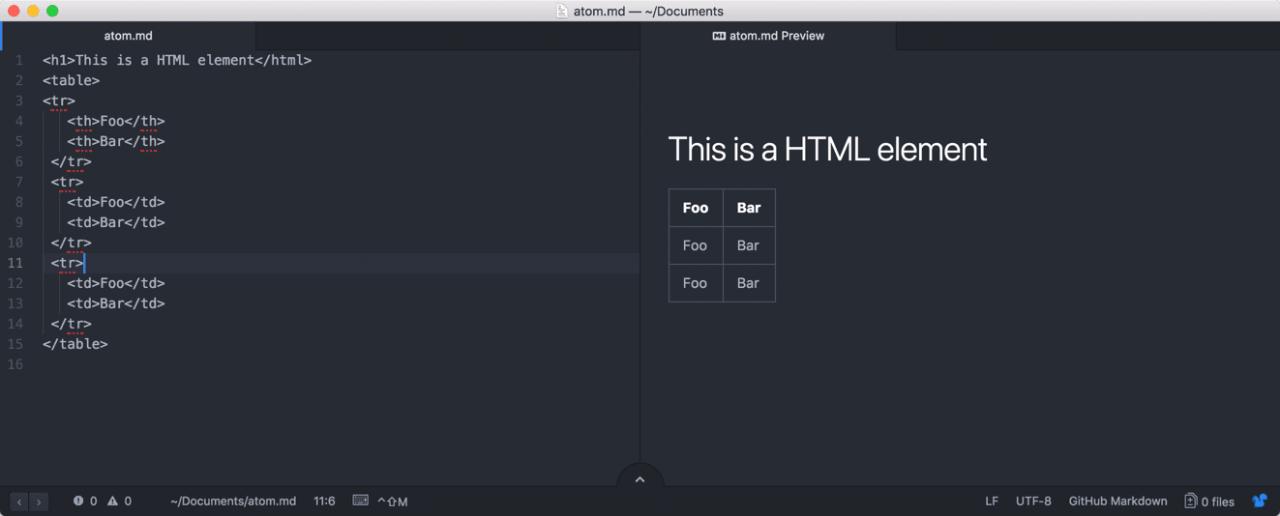 atom.md — ~/Documents
atom.md
atom.md Preview
1 <h1>This is a HTML element</html>
2 <table>
3 <tr>
4 <th>Foo</th>
5 <th>Bar</th>
6 </tr>
7 <tr>
8 <td>Foo</td>
9 <td>Bar</td>
10 </tr>
11 <tr>
12 <td>Foo</td>
13 <td>Bar</td>
14 </tr>
15 </table>
16
This is a HTML element
Foo Bar
Foo Bar
Foo Bar
0 0 ~/Documents/atom.md 11:6 ^⇧M LF UTF-8 GitHub Markdown 0 files